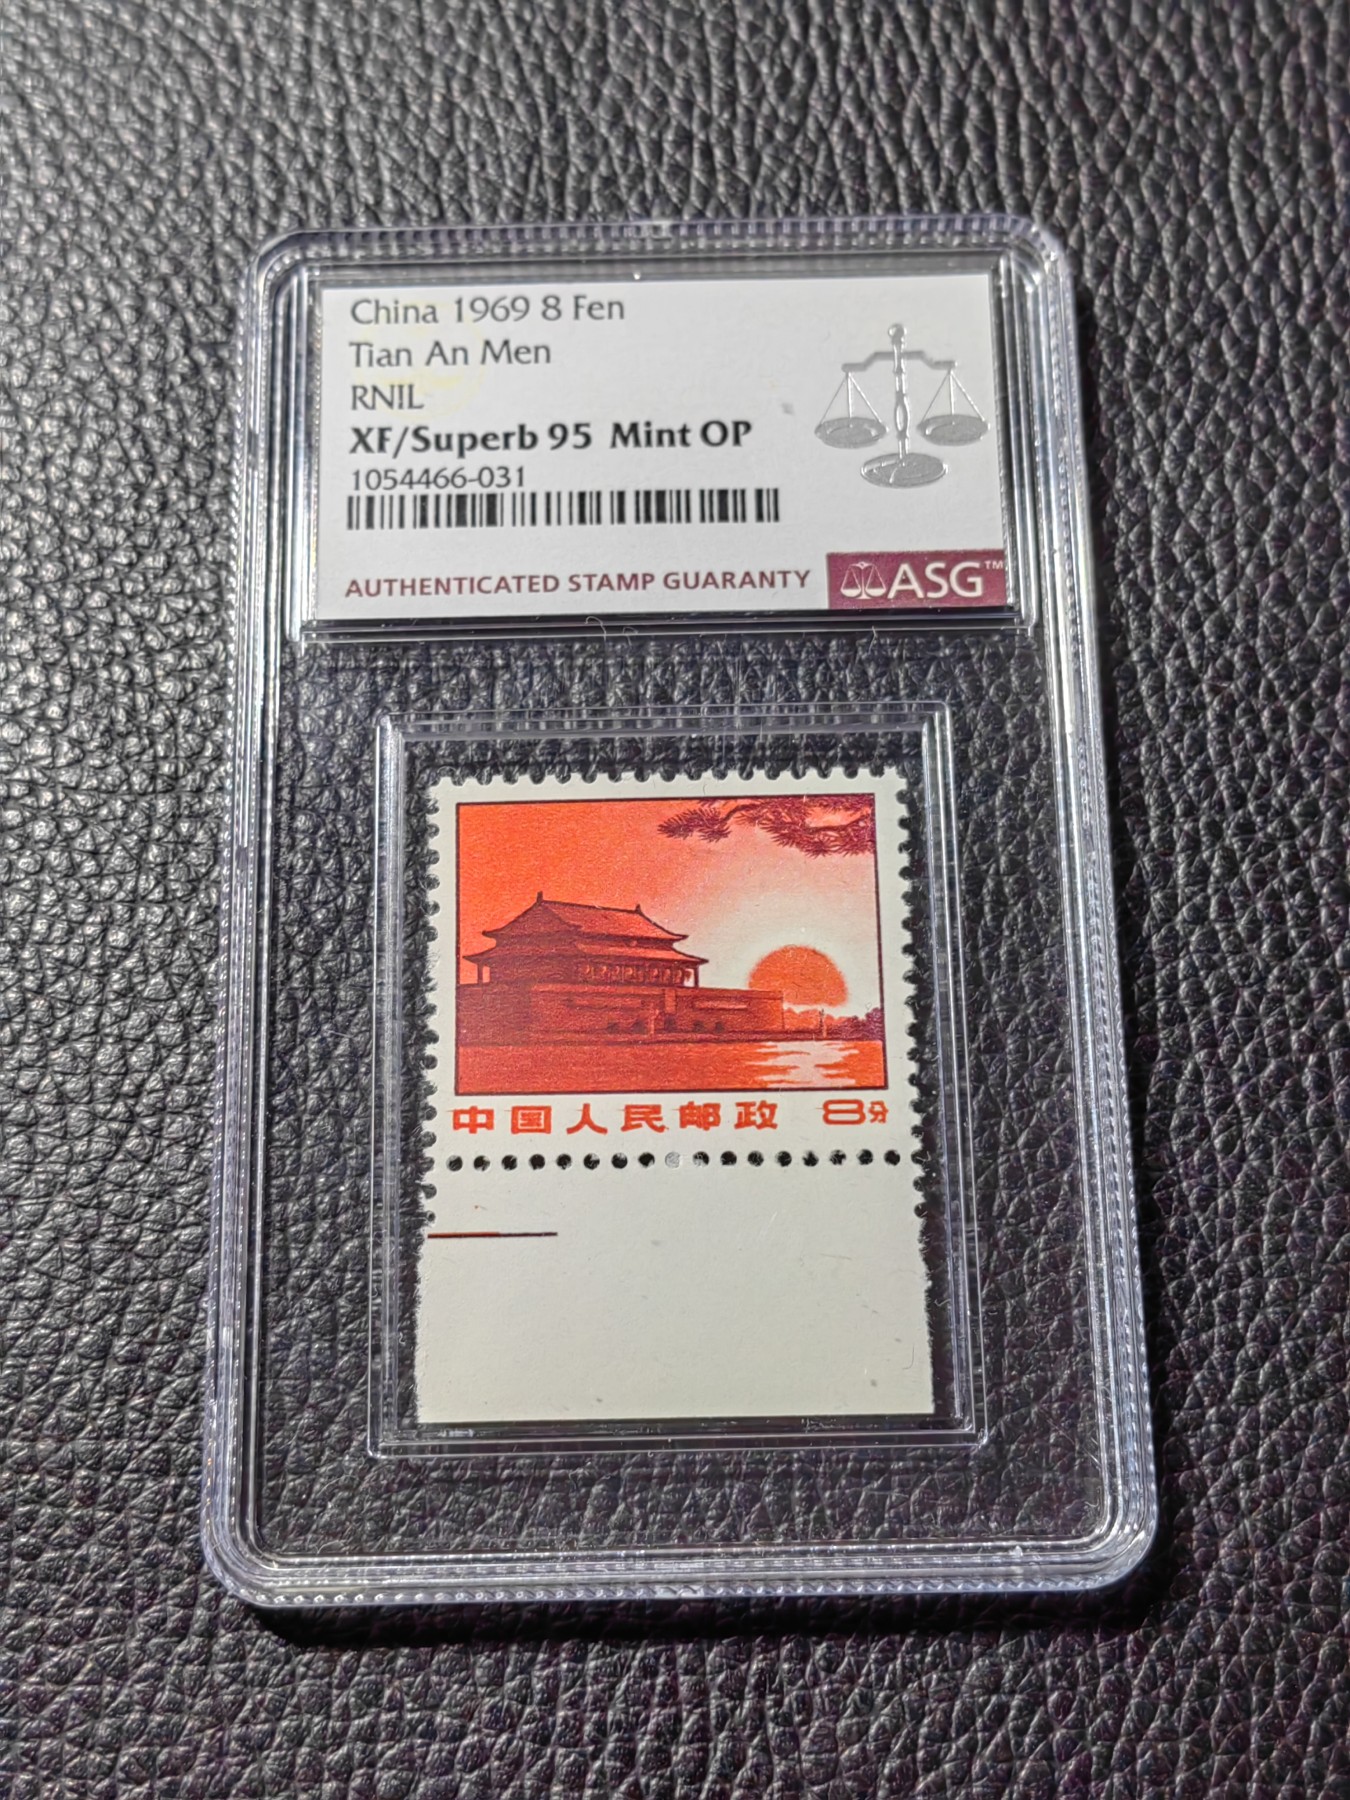 China 1969 8 Fen
Tian An Men
RNIL
XF/Superb 95 Mint OP
1054466-031
AUTHENTICATED STAMP GUARANTY ASG™
中国人民邮政 8分